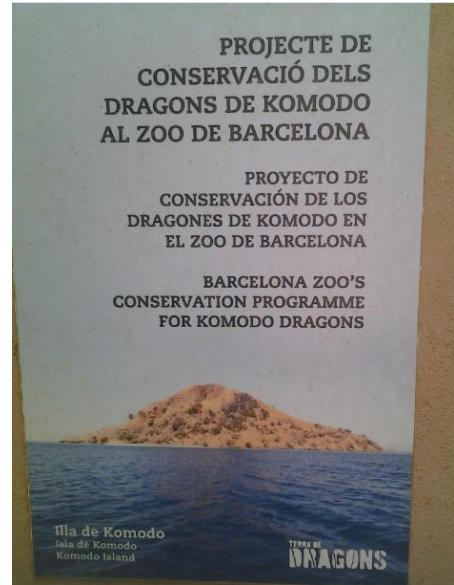 PROJECTE DE
CONSERVACIÓ DELS
DRAGONS DE KOMODO
AL ZOO DE BARCELONA
PROYECTO DE
CONSERVACIÓN DE LOS
DRAGONES DE KOMODO EN
EL ZOO DE BARCELONA
BARCELONA ZOO'S
CONSERVATION PROGRAMME
FOR KOMODO DRAGONS
Illa de Komodo
Isla de Komodo
Komodo Island
TERRA DE
DRAGONS